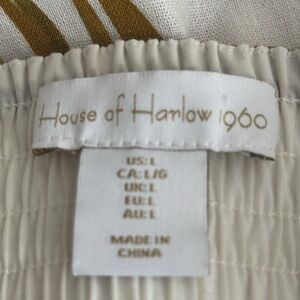 House of Harlow 1960
US: L
CA: L/G
UK: L
EU: L
AU: L
MADE IN
CHINA